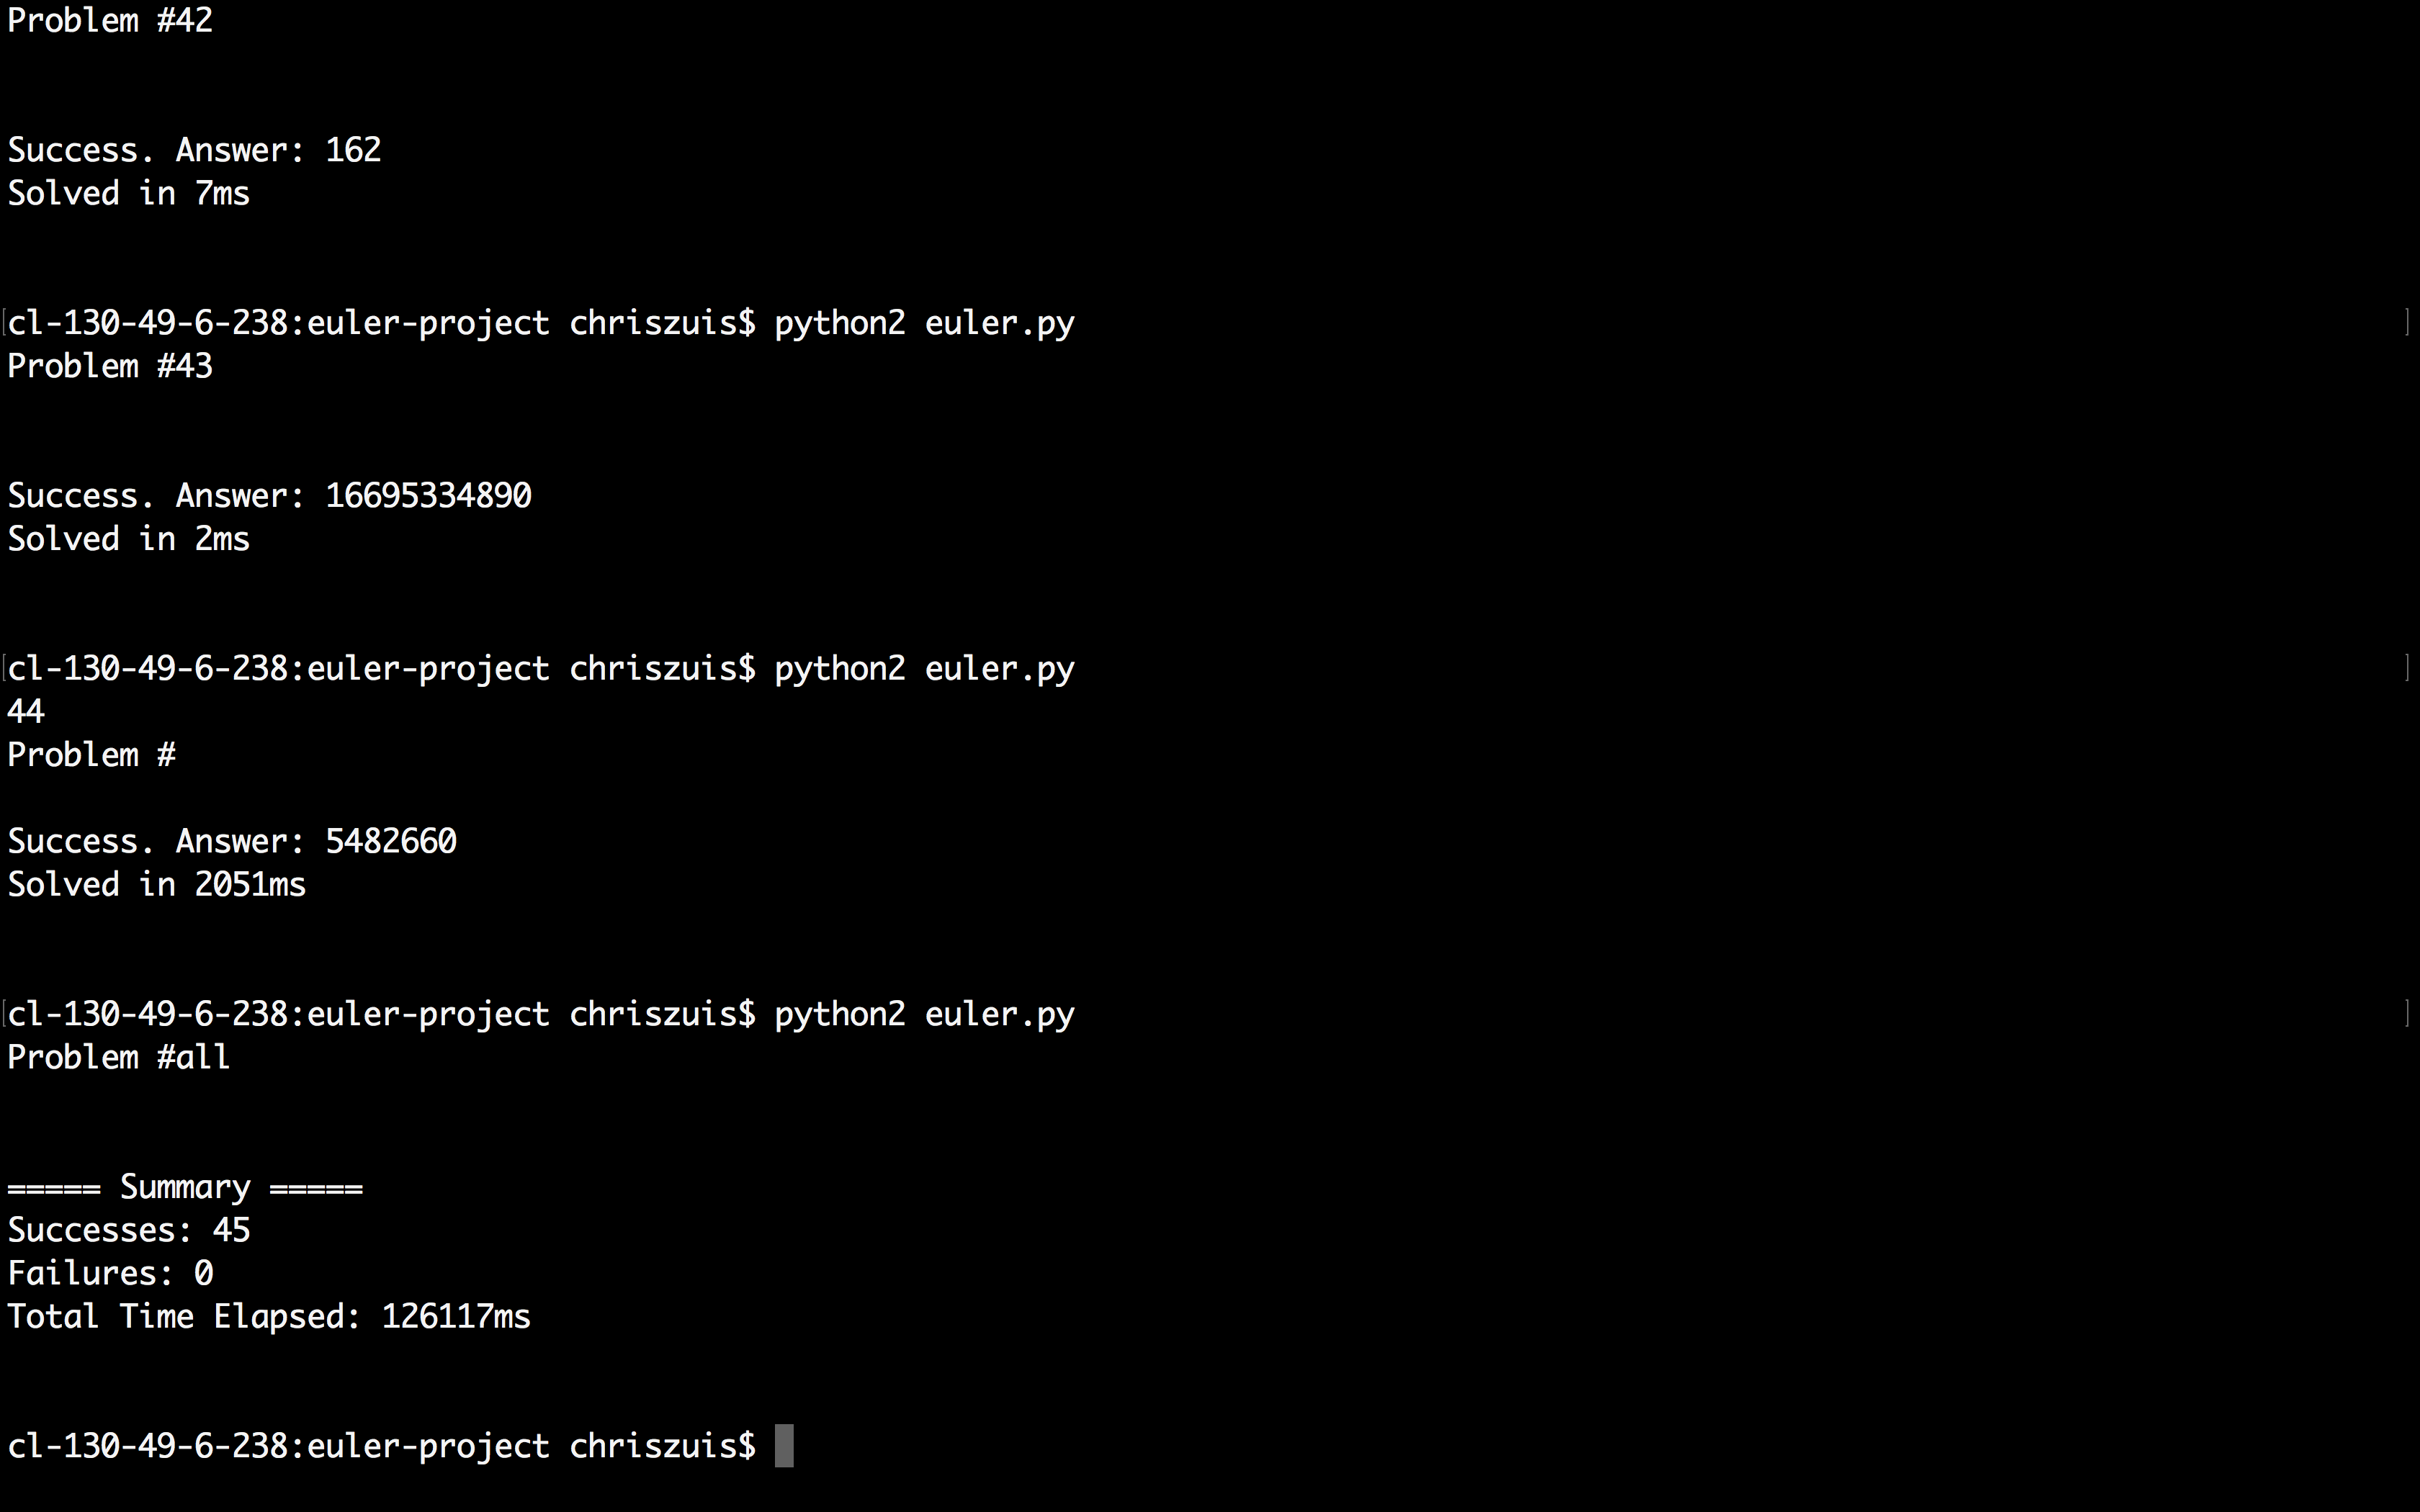 Problem #42
Success. Answer: 162
Solved in 7ms
[cl-130-49-6-238:euler-project chriszuis$ python2 euler.py ]
Problem #43
Success. Answer: 16695334890
Solved in 2ms
[cl-130-49-6-238:euler-project chriszuis$ python2 euler.py ]
44
Problem #
Success. Answer: 5482660
Solved in 2051ms
[cl-130-49-6-238:euler-project chriszuis$ python2 euler.py ]
Problem #all
===== Summary =====
Successes: 45
Failures: 0
Total Time Elapsed: 126117ms
cl-130-49-6-238:euler-project chriszuis$